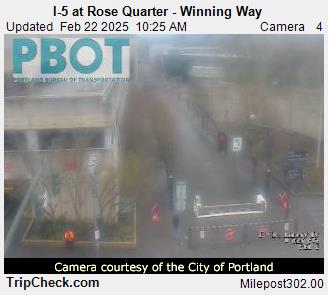 I-5 at Rose Quarter - Winning Way
Updated Feb 22 2025 10:25 AM Camera 4
PBOT
PORTLAND BUREAU OF TRANSPORTATION
Camera courtesy of the City of Portland
TripCheck.com Milepost302.00